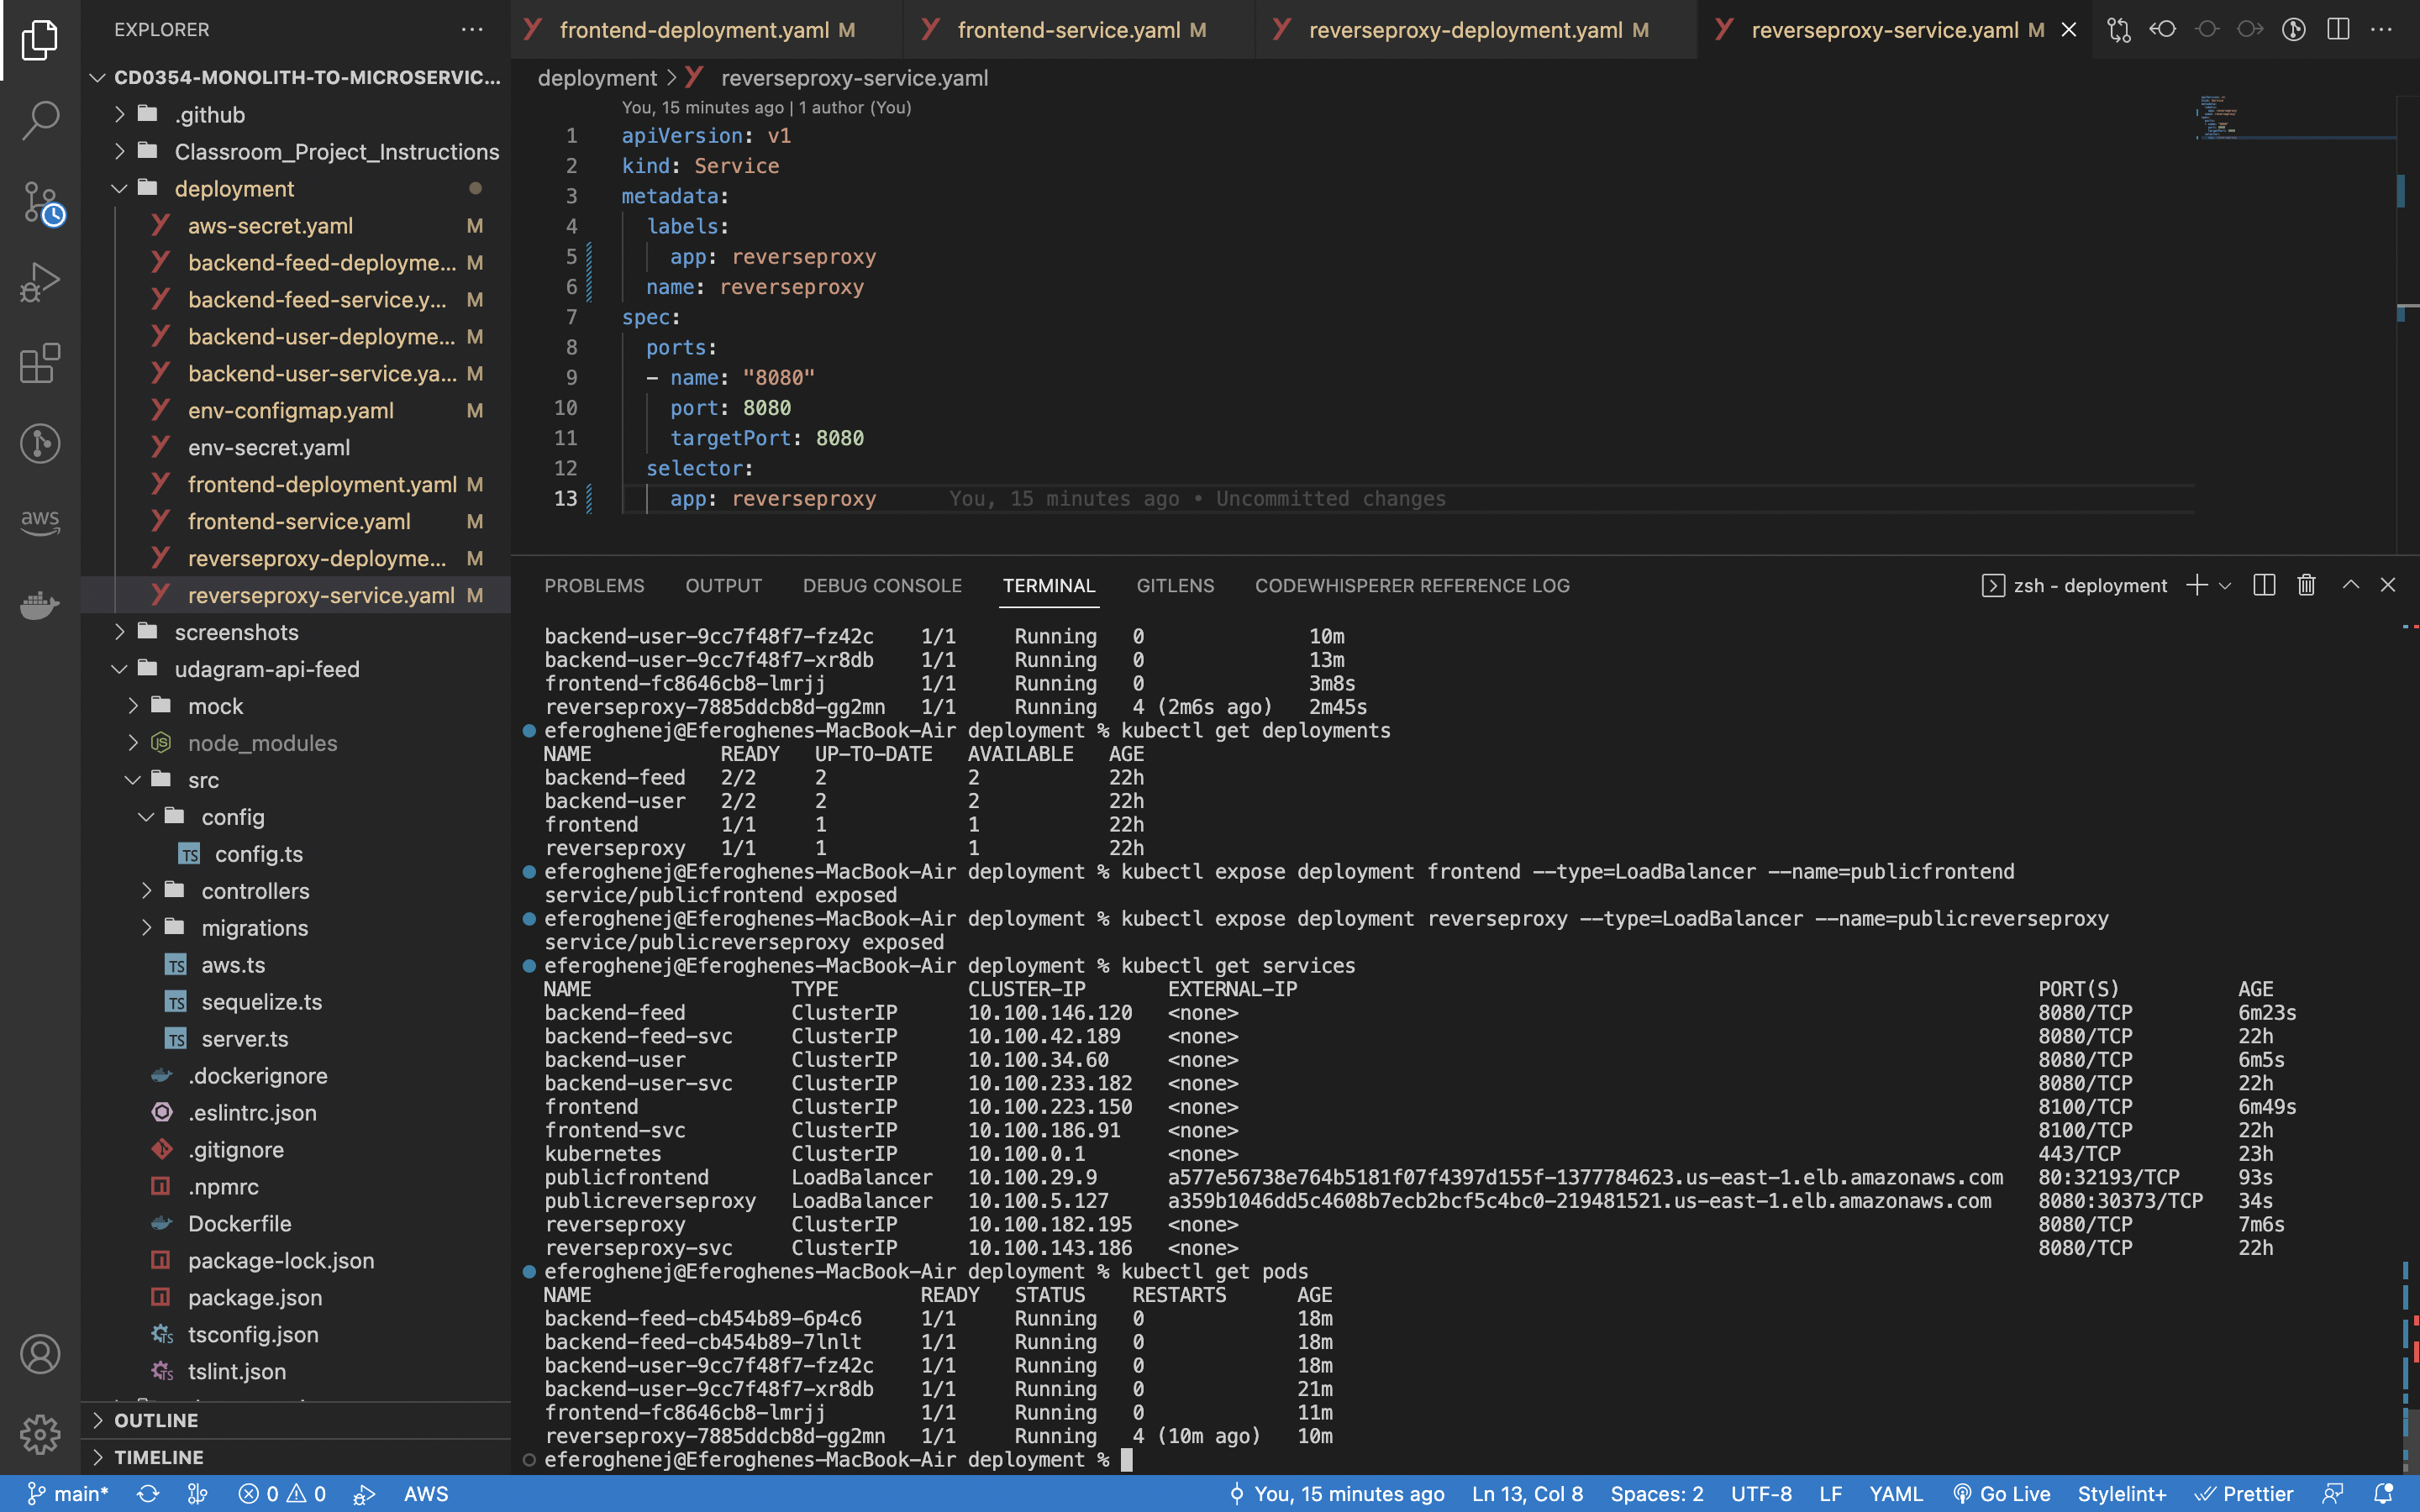 EXPLORER
CD0354-MONOLITH-TO-MICROSERVIC...
.github
Classroom_Project_Instructions
deployment
aws-secret.yaml M
backend-feed-deployme... M
backend-feed-service.y... M
backend-user-deployme... M
backend-user-service.ya... M
env-configmap.yaml M
env-secret.yaml
frontend-deployment.yaml M
frontend-service.yaml M
reverseproxy-deployme... M
reverseproxy-service.yaml M
screenshots
udagram-api-feed
mock
node_modules
src
config
TS config.ts
controllers
migrations
TS aws.ts
TS sequelize.ts
TS server.ts
.dockerignore
.eslintrc.json
.gitignore
.npmrc
Dockerfile
package-lock.json
package.json
tsconfig.json
tslint.json
OUTLINE
TIMELINE
aws
frontend-deployment.yaml M
frontend-service.yaml M
reverseproxy-deployment.yaml M
reverseproxy-service.yaml M
deployment > reverseproxy-service.yaml
You, 15 minutes ago | 1 author (You)
1 apiVersion: v1
2 kind: Service
3 metadata:
4 labels:
5 app: reverseproxy
6 name: reverseproxy
7 spec:
8 ports:
9 - name: "8080"
10 port: 8080
11 targetPort: 8080
12 selector:
13 app: reverseproxy You, 15 minutes ago • Uncommitted changes
PROBLEMS OUTPUT DEBUG CONSOLE TERMINAL GITLENS CODEWHISPERER REFERENCE LOG zsh - deployment
backend-user-9cc7f48f7-fz42c 1/1 Running 0 10m
backend-user-9cc7f48f7-xr8db 1/1 Running 0 13m
frontend-fc8646cb8-lmrjj 1/1 Running 0 3m8s
reverseproxy-7885ddcb8d-gg2mn 1/1 Running 4 (2m6s ago) 2m45s
eferoghenej@Eferoghenes-MacBook-Air deployment % kubectl get deployments
NAME READY UP-TO-DATE AVAILABLE AGE
backend-feed 2/2 2 2 22h
backend-user 2/2 2 2 22h
frontend 1/1 1 1 22h
reverseproxy 1/1 1 1 22h
eferoghenej@Eferoghenes-MacBook-Air deployment % kubectl expose deployment frontend --type=LoadBalancer --name=publicfrontend
service/publicfrontend exposed
eferoghenej@Eferoghenes-MacBook-Air deployment % kubectl expose deployment reverseproxy --type=LoadBalancer --name=publicreverseproxy
service/publicreverseproxy exposed
eferoghenej@Eferoghenes-MacBook-Air deployment % kubectl get services
NAME TYPE CLUSTER-IP EXTERNAL-IP PORT(S) AGE
backend-feed ClusterIP 10.100.146.120 <none> 8080/TCP 6m23s
backend-feed-svc ClusterIP 10.100.42.189 <none> 8080/TCP 22h
backend-user ClusterIP 10.100.34.60 <none> 8080/TCP 6m5s
backend-user-svc ClusterIP 10.100.233.182 <none> 8080/TCP 22h
frontend ClusterIP 10.100.223.150 <none> 8100/TCP 6m49s
frontend-svc ClusterIP 10.100.186.91 <none> 8100/TCP 22h
kubernetes ClusterIP 10.100.0.1 <none> 443/TCP 23h
publicfrontend LoadBalancer 10.100.29.9 a577e56738e764b5181f07f4397d155f-1377784623.us-east-1.elb.amazonaws.com 80:32193/TCP 93s
publicreverseproxy LoadBalancer 10.100.5.127 a359b1046dd5c4608b7ecb2bcf5c4bc0-219481521.us-east-1.elb.amazonaws.com 8080:30373/TCP 34s
reverseproxy ClusterIP 10.100.182.195 <none> 8080/TCP 7m6s
reverseproxy-svc ClusterIP 10.100.143.186 <none> 8080/TCP 22h
eferoghenej@Eferoghenes-MacBook-Air deployment % kubectl get pods
NAME READY STATUS RESTARTS AGE
backend-feed-cb454b89-6p4c6 1/1 Running 0 18m
backend-feed-cb454b89-7lnlt 1/1 Running 0 18m
backend-user-9cc7f48f7-fz42c 1/1 Running 0 18m
backend-user-9cc7f48f7-xr8db 1/1 Running 0 21m
frontend-fc8646cb8-lmrjj 1/1 Running 0 11m
reverseproxy-7885ddcb8d-gg2mn 1/1 Running 4 (10m ago) 10m
eferoghenej@Eferoghenes-MacBook-Air deployment %
main* 0 0 AWS You, 15 minutes ago Ln 13, Col 8 Spaces: 2 UTF-8 LF YAML Go Live Stylelint+ Prettier